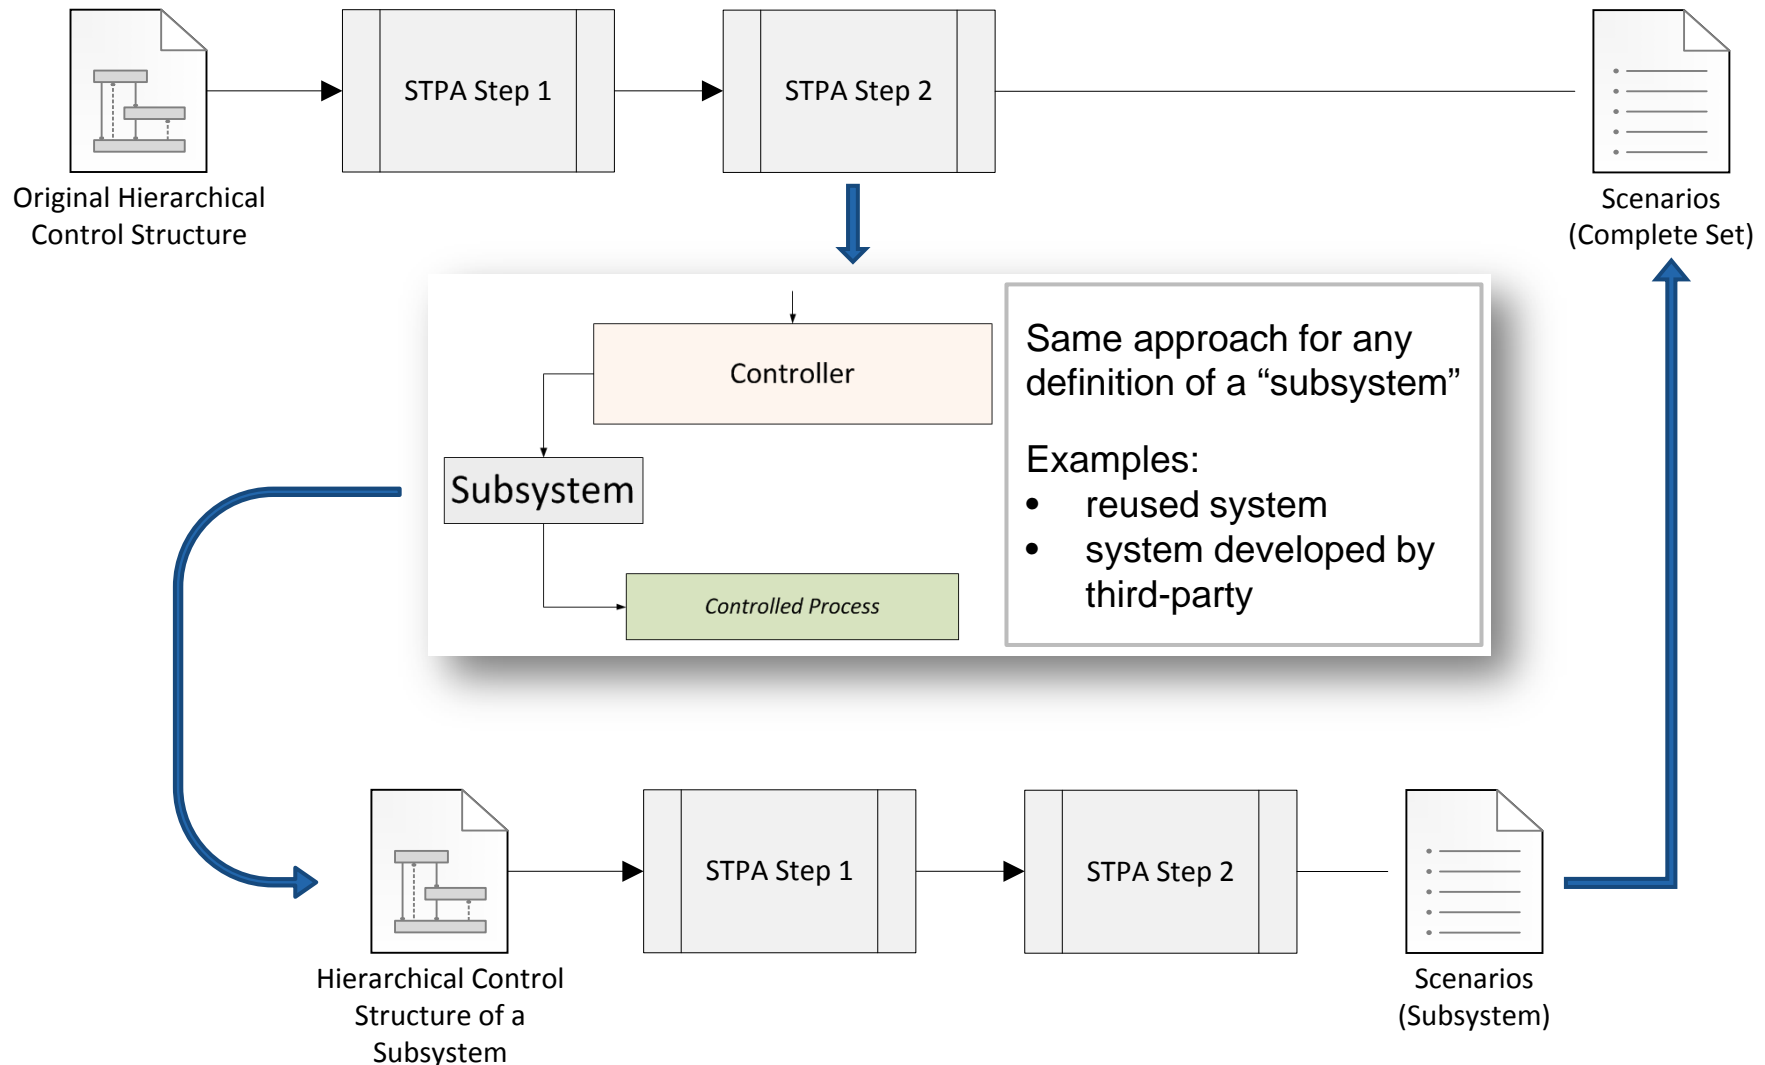 STPA Step 1
STPA Step 2
Original Hierarchical
Control Structure
Scenarios
(Complete Set)
Controller
Subsystem
Controlled Process
Same approach for any
definition of a “subsystem”
Examples:
• reused system
• system developed by
third-party
STPA Step 1
STPA Step 2
Hierarchical Control
Structure of a
Subsystem
Scenarios
(Subsystem)